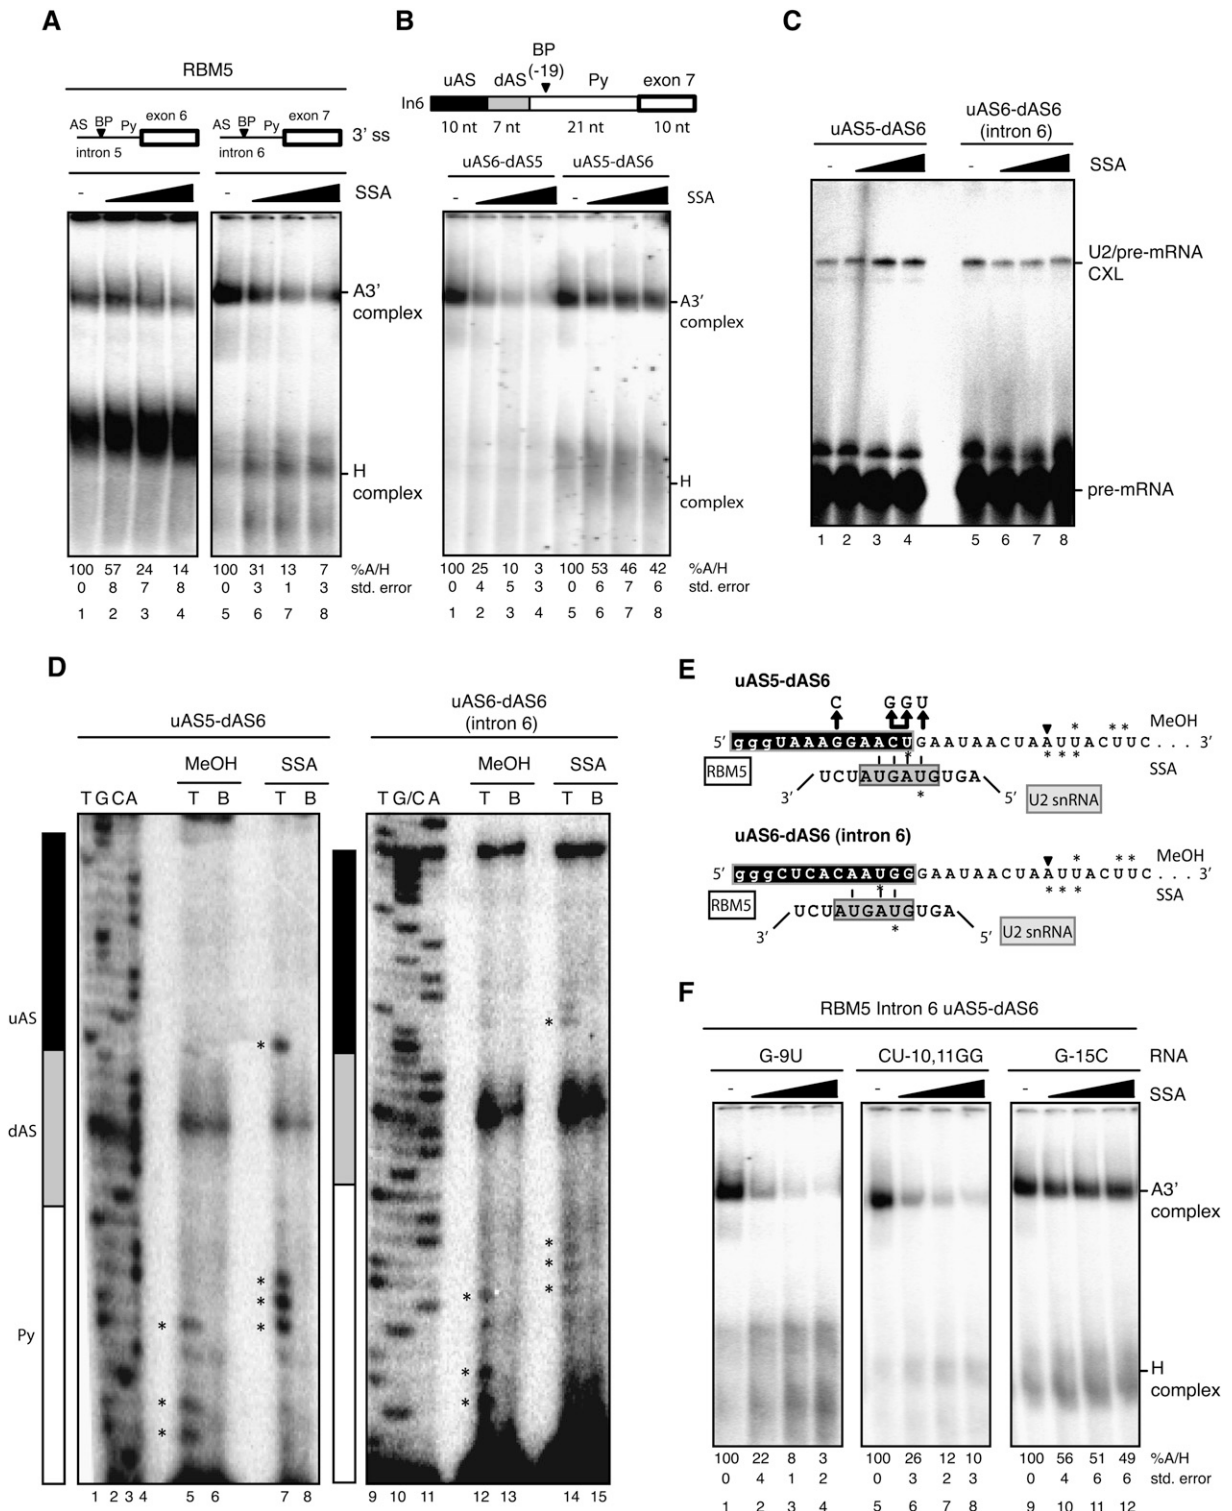 A
RBM5
AS BP Py exon 6
intron 5
AS BP Py exon 7
intron 6
3' ss
- - SSA
A3'
complex
H
complex
100 57 24 14 100 31 13 7 %A/H
0 8 7 8 0 3 1 3 std. error
1 2 3 4 5 6 7 8
B
BP
(-19)
uAS dAS Py exon 7
In6
10 nt 7 nt 21 nt 10 nt
uAS6-dAS5 uAS5-dAS6
- - SSA
A3'
complex
H
complex
100 25 10 3 100 53 46 42 %A/H
0 4 5 3 0 6 7 6 std. error
1 2 3 4 5 6 7 8
C
uAS5-dAS6 uAS6-dAS6
(intron 6)
- - SSA
U2/pre-mRNA
CXL
pre-mRNA
1 2 3 4 5 6 7 8
D
uAS5-dAS6
MeOH SSA
T G C A T B T B
uAS6-dAS6
(intron 6)
MeOH SSA
T G/C A T B T B
uAS
dAS
Py
*
*
*
*
*
*
*
*
*
*
*
*
*
*
1 2 3 4 5 6 7 8
9 10 11 12 13 14 15
E
uAS5-dAS6
C G G U
* * * MeOH
5' gggUAAAGGAACUGAAUAACUAAUUACUUC... 3'
* * * * SSA
RBM5
UCUAUGAUGUGA
3' * 5' U2 snRNA
uAS6-dAS6 (intron 6)
* * * MeOH
5' gggCUCACAAUGGGAAUAACUAAUUACUUC... 3'
* * * * SSA
RBM5
UCUAUGAUGUGA
3' * 5' U2 snRNA
F
RBM5 Intron 6 uAS5-dAS6
G-9U CU-10,11GG G-15C RNA
- - - SSA
A3'
complex
H
complex
100 22 8 3 100 26 12 10 100 56 51 49 %A/H
0 4 1 2 0 3 2 3 0 4 6 6 std. error
1 2 3 4 5 6 7 8 9 10 11 12